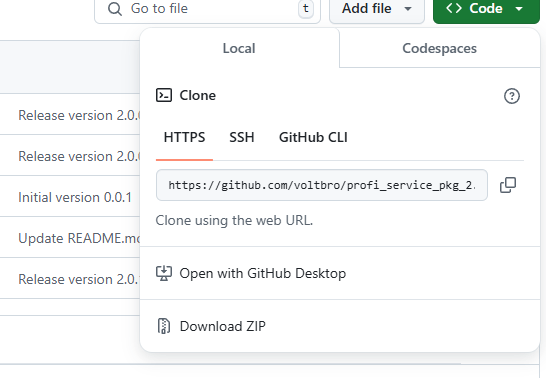 Go to file
t
Add file
<> Code
Local
Codespaces
Clone
?
HTTPS
SSH
GitHub CLI
https://github.com/voltbro/profi_service_pkg_2.
Clone using the web URL.
Open with GitHub Desktop
Download ZIP
Release version 2.0.
Release version 2.0.
Initial version 0.0.1
Update README.m
Release version 2.0.